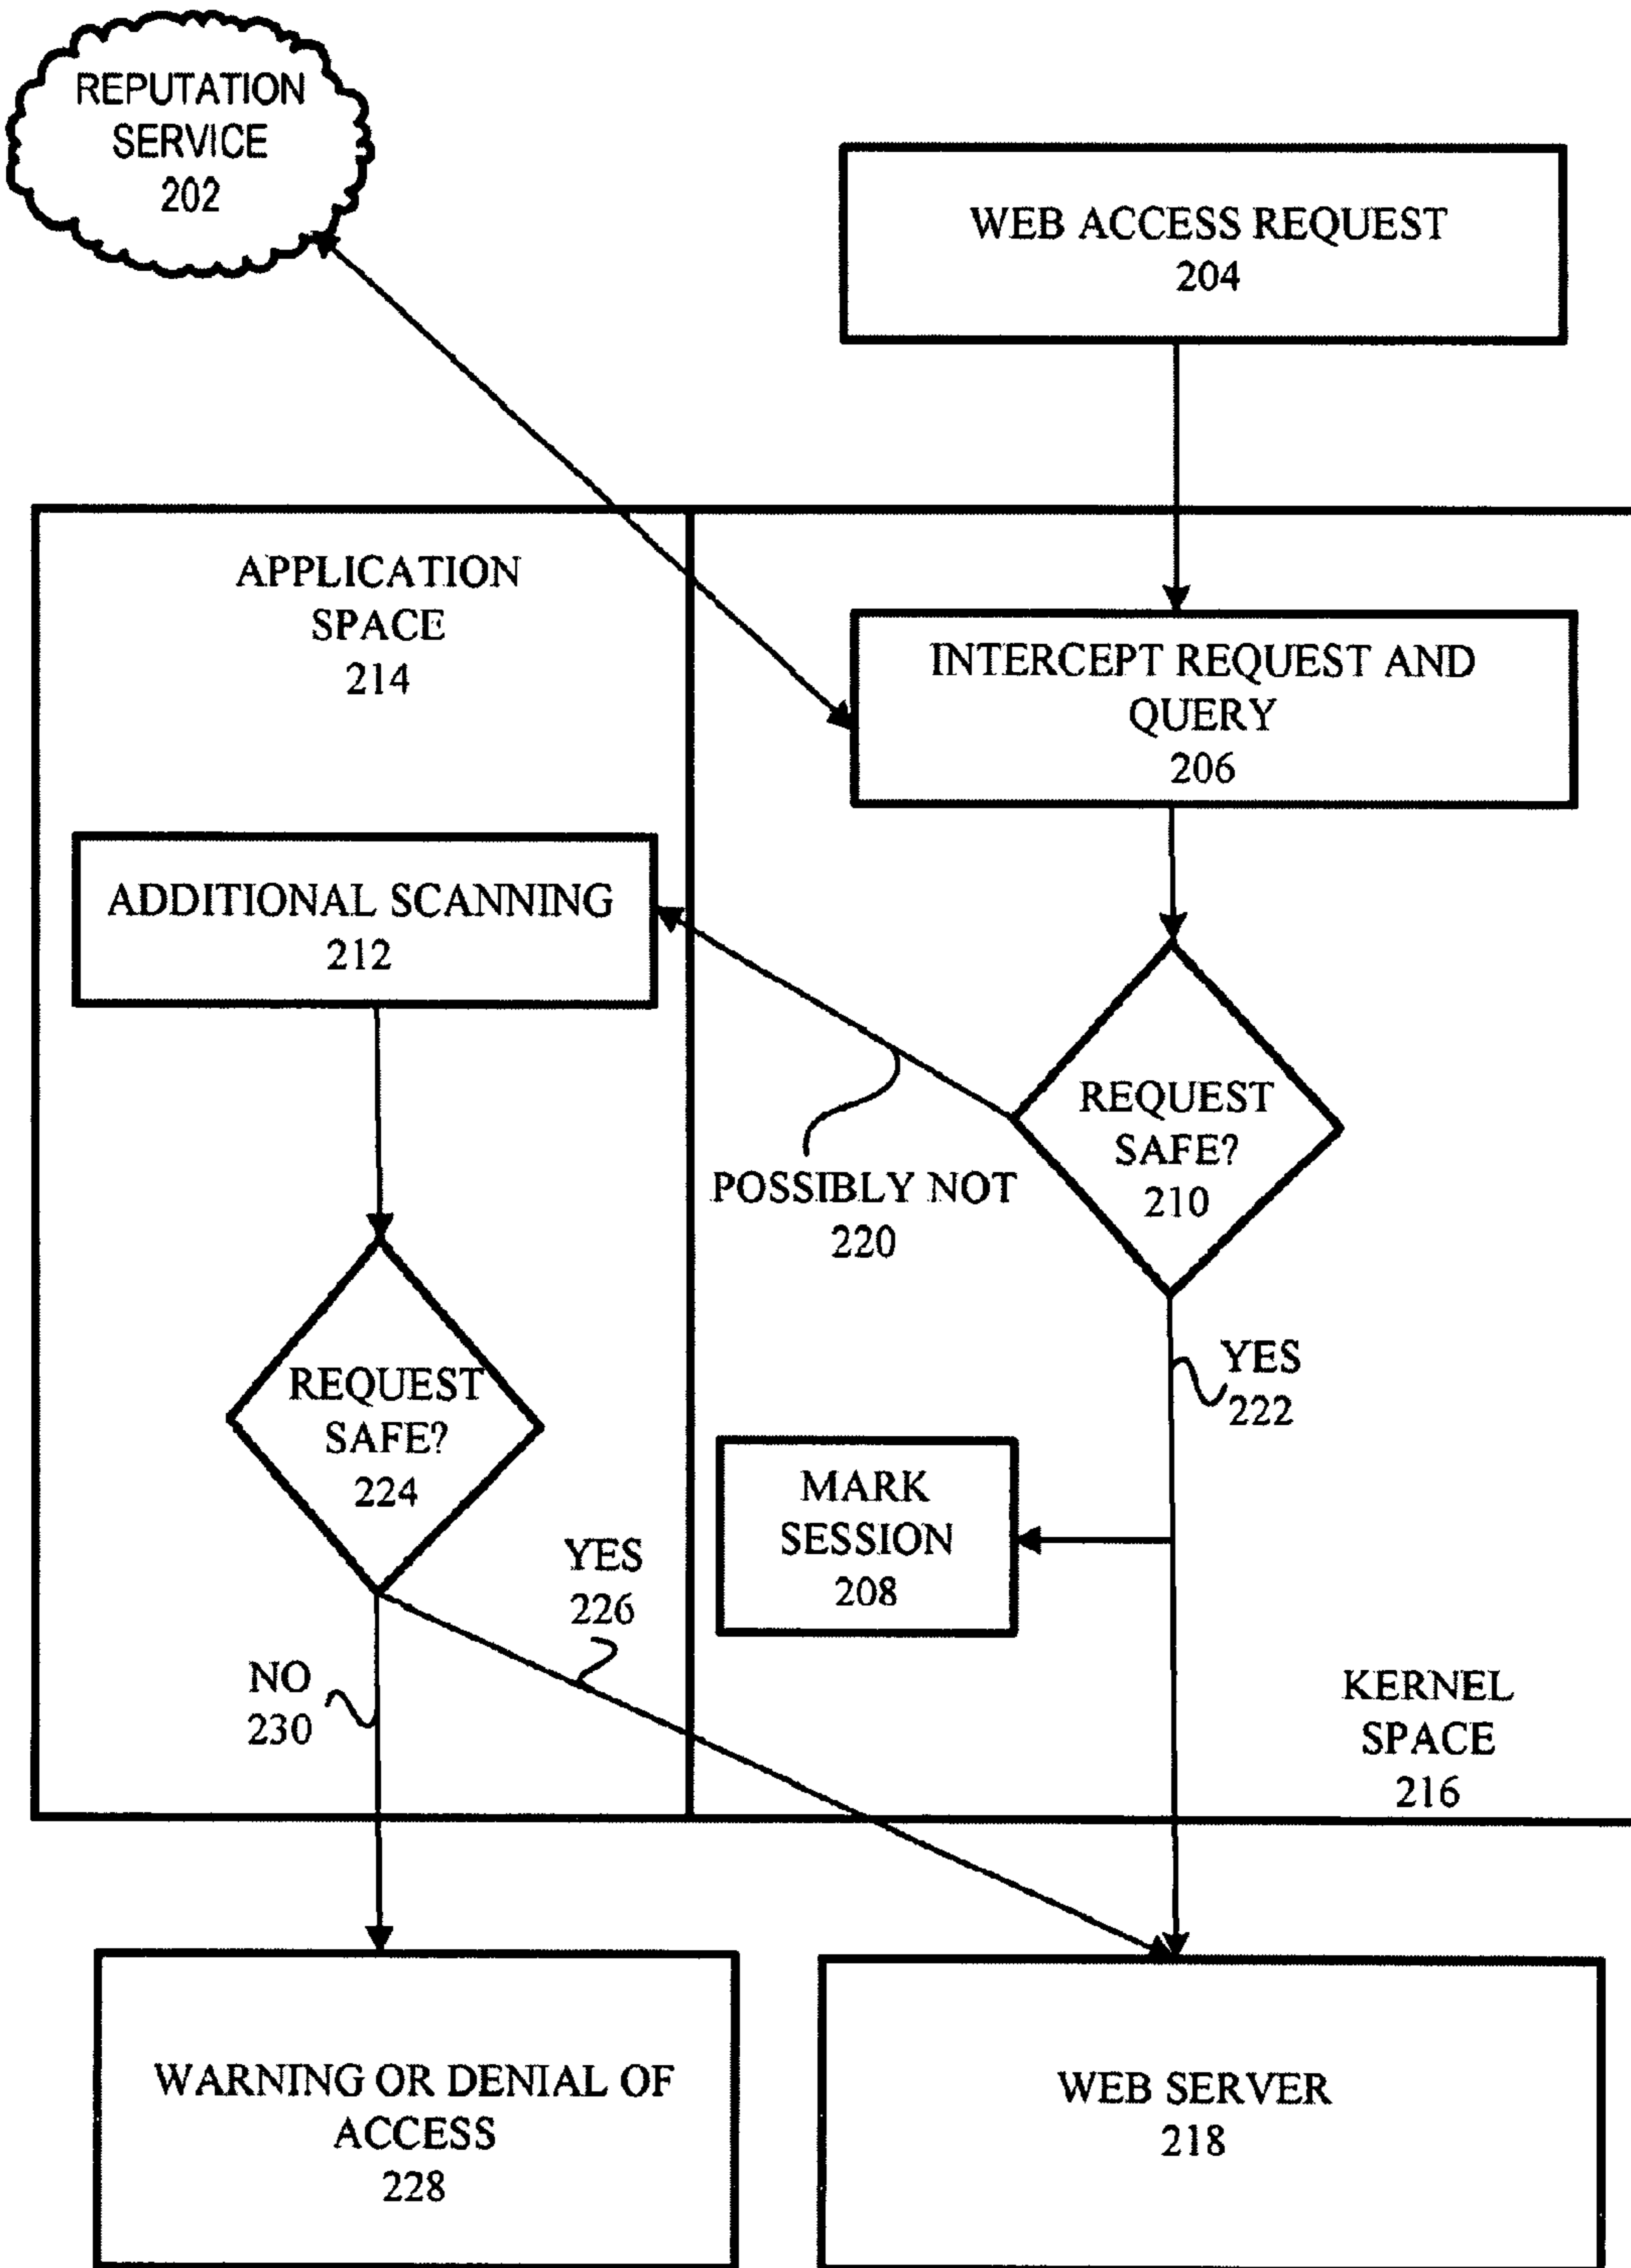 REPUTATION
SERVICE
202
WEB ACCESS REQUEST
204
APPLICATION
SPACE
214
INTERCEPT REQUEST AND
QUERY
206
ADDITIONAL SCANNING
212
REQUEST
SAFE?
210
POSSIBLY NOT
220
YES
222
REQUEST
SAFE?
224
MARK
SESSION
208
YES
226
NO
230
KERNEL
SPACE
216
WARNING OR DENIAL OF
ACCESS
228
WEB SERVER
218